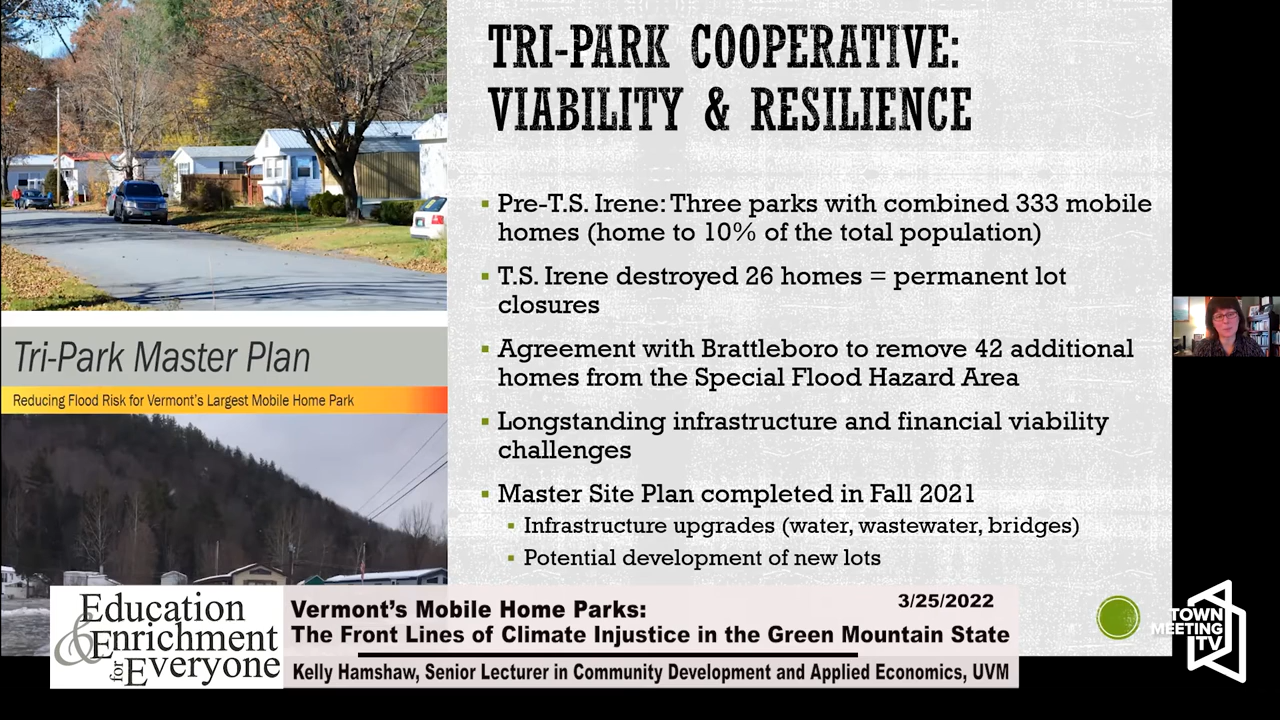 TRI-PARK COOPERATIVE:
VIABILITY & RESILIENCE
Pre-T.S. Irene: Three parks with combined 333 mobile
homes (home to 10% of the total population)
T.S. Irene destroyed 26 homes = permanent lot
closures
Agreement with Brattleboro to remove 42 additional
homes from the Special Flood Hazard Area
Longstanding infrastructure and financial viability
challenges
Master Site Plan completed in Fall 2021
Infrastructure upgrades (water, wastewater, bridges)
Potential development of new lots
Tri-Park Master Plan
Reducing Flood Risk for Vermont's Largest Mobile Home Park
Education
& Enrichment
for Everyone
3/25/2022
Vermont's Mobile Home Parks:
The Front Lines of Climate Injustice in the Green Mountain State
Kelly Hamshaw, Senior Lecturer in Community Development and Applied Economics, UVM
TOWN
MEETING
TV